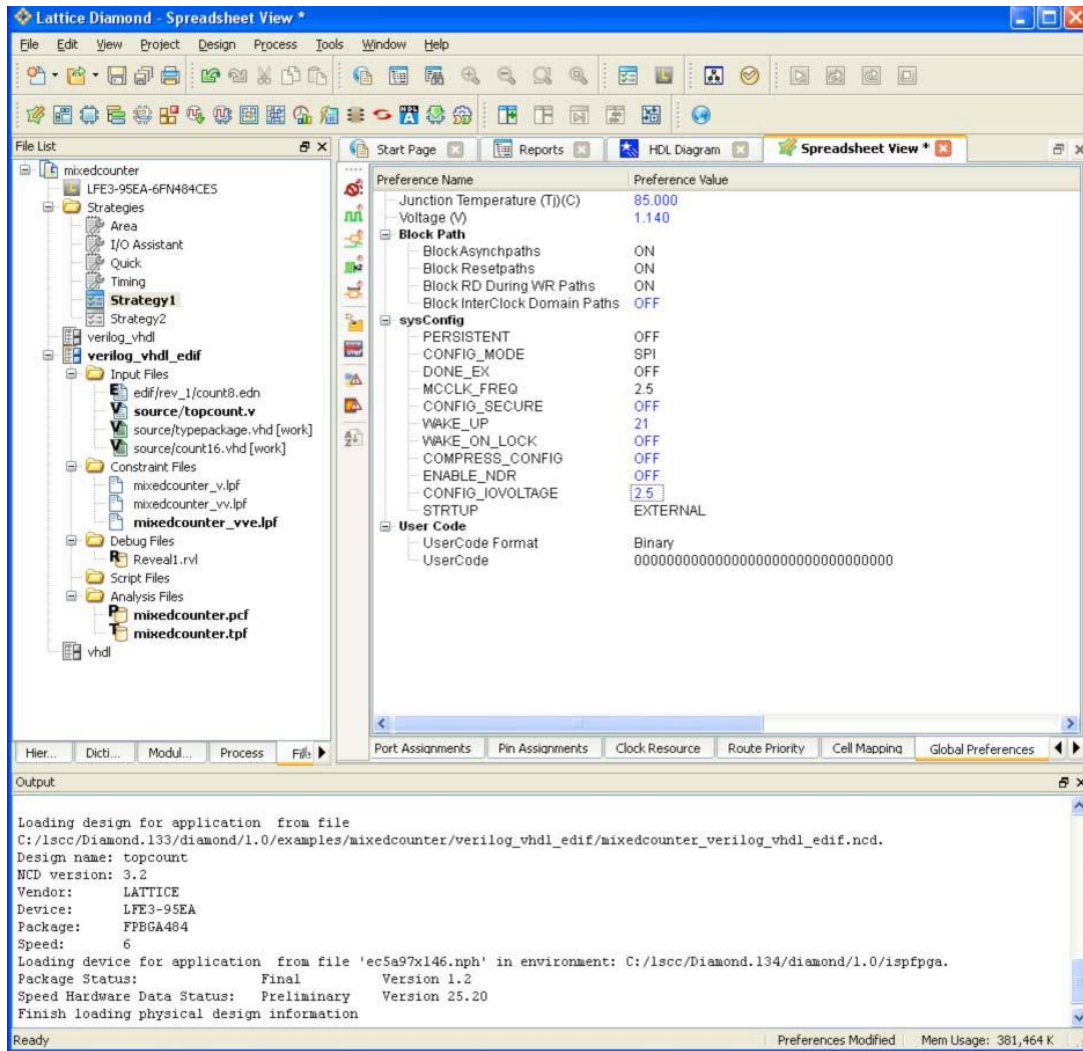 Lattice Diamond - Spreadsheet View *
File Edit View Project Design Process Tools Window Help
File List
Start Page Reports HDL Diagram Spreadsheet View *
mixedcounter
LFE3-95EA-6FN484CES
Strategies
Area
I/O Assistant
Quick
Timing
Strategy1
Strategy2
verilog_vhdl
verilog_vhdl_edif
Input Files
edif/rev_1/count8.edn
source/topcount.v
source/typepackage.vhd [work]
source/count16.vhd [work]
Constraint Files
mixedcounter_v.lpf
mixedcounter_vv.lpf
mixedcounter_vve.lpf
Debug Files
Reveal1.rvl
Script Files
Analysis Files
mixedcounter.pcf
mixedcounter.tpf
vhdl
Hier... Dicti... Modul... Process File
Preference Name Preference Value
Junction Temperature (Tj)(C) 85.000
Voltage (V) 1.140
Block Path
Block Asynchpaths ON
Block Resetpaths ON
Block RD During WR Paths ON
Block InterClock Domain Paths OFF
sysConfig
PERSISTENT OFF
CONFIG_MODE SPI
DONE_EX OFF
MCCLK_FREQ 2.5
CONFIG_SECURE OFF
WAKE_UP 21
WAKE_ON_LOCK OFF
COMPRESS_CONFIG OFF
ENABLE_NDR OFF
CONFIG_IOVOLTAGE 2.5
STRTUP EXTERNAL
User Code
UserCode Format Binary
UserCode 00000000000000000000000000000000
Port Assignments Pin Assignments Clock Resource Route Priority Cell Mapping Global Preferences
Output
Loading design for application from file
C:/lscc/Diamond.133/diamond/1.0/examples/mixedcounter/verilog_vhdl_edif/mixedcounter_verilog_vhdl_edif.ncd.
Design name: topcount
NCD version: 3.2
Vendor: LATTICE
Device: LFE3-95EA
Package: FPBGA484
Speed: 6
Loading device for application from file 'ec5a97x146.nph' in environment: C:/lscc/Diamond.134/diamond/1.0/ispfpga.
Package Status: Final Version 1.2
Speed Hardware Data Status: Preliminary Version 25.20
Finish loading physical design information
Ready Preferences Modified Mem Usage: 381,464 K